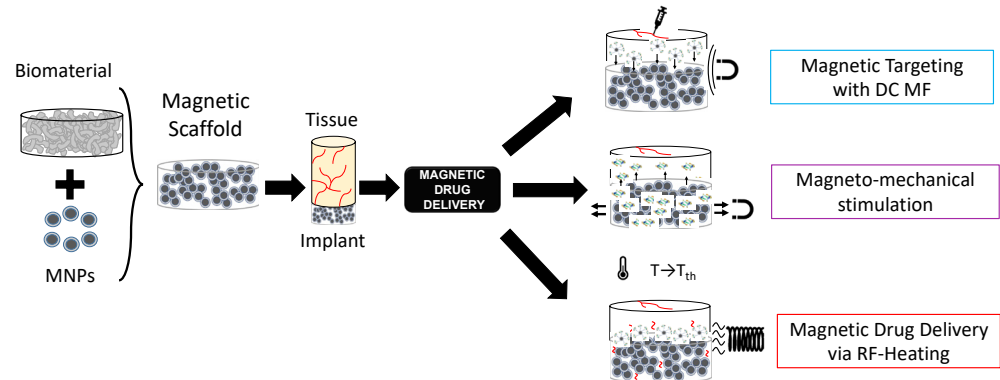 Biomaterial
MNPs
Magnetic
Scaffold
Tissue
Implant
MAGNETIC
DRUG
DELIVERY
Magnetic Targeting
with DC MF
Magneto-mechanical
stimulation
T→Tth
Magnetic Drug Delivery
via RF-Heating